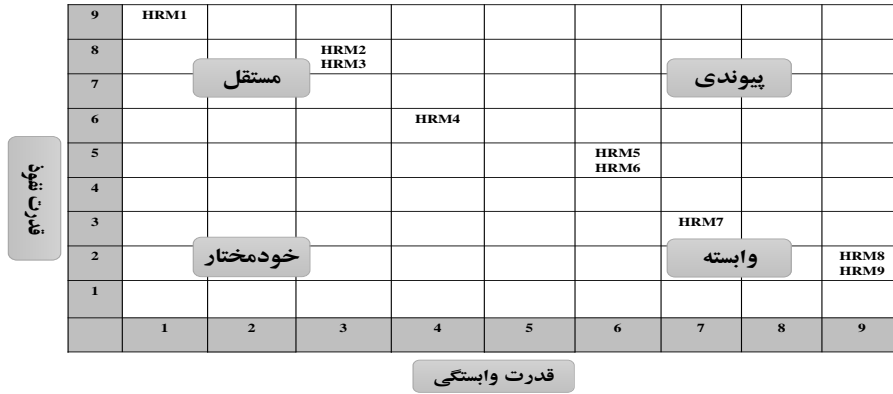 9 HRM1
8 HRM2
HRM3
مستقل
پیوندی
7
6 HRM4
5 HRM5
HRM6
قدرت نفوذ
4
3 HRM7
2 HRM8
HRM9
خودمختار
وابسته
1
1 2 3 4 5 6 7 8 9
قدرت وابستگی